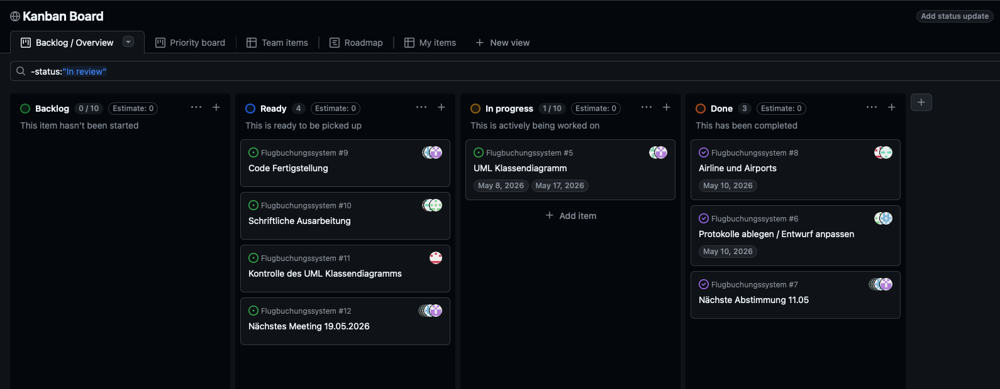 Kanban Board
Add status update
Backlog / Overview
Priority board
Team items
Roadmap
My items
New view
-status:"In review"
Backlog 0 / 10 Estimate: 0
This item hasn't been started
Ready 4 Estimate: 0
This is ready to be picked up
Flugbuchungssystem #9
Code Fertigstellung
Flugbuchungssystem #10
Schriftliche Ausarbeitung
Flugbuchungssystem #11
Kontrolle des UML Klassendiagramms
Flugbuchungssystem #12
Nächstes Meeting 19.05.2026
In progress 1 / 10 Estimate: 0
This is actively being worked on
Flugbuchungssystem #5
UML Klassendiagramm
May 8, 2026 May 17, 2026
Add item
Done 3 Estimate: 0
This has been completed
Flugbuchungssystem #8
Airline und Airports
May 10, 2026
Flugbuchungssystem #6
Protokolle ablegen / Entwurf anpassen
May 10, 2026
Flugbuchungssystem #7
Nächste Abstimmung 11.05